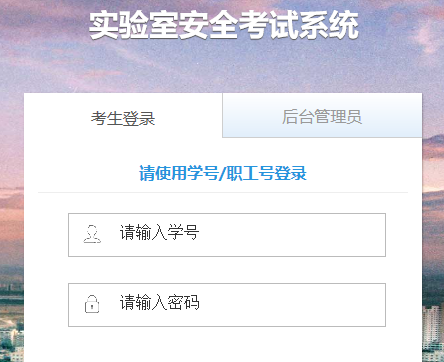 实验室安全考试系统
考生登录
后台管理员
请使用学号/职工号登录
请输入学号
请输入密码